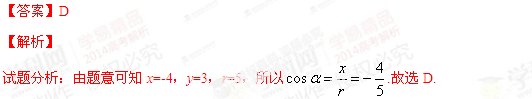 【答案】D
【解析】
试题分析：由题意可知 x=-4，y=3，r=5，所以 cos α = x/r = -4/5 .故选 D.